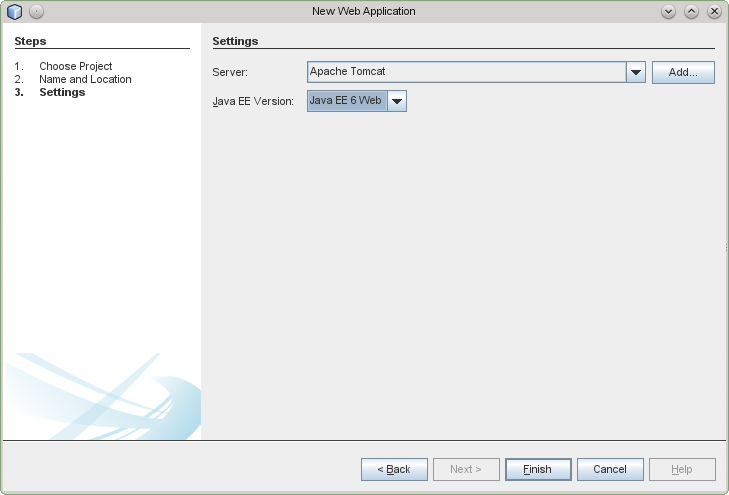 New Web Application
Steps
1. Choose Project
2. Name and Location
3. Settings
Settings
Server: Apache Tomcat Add...
Java EE Version: Java EE 6 Web
< Back Next > Finish Cancel Help